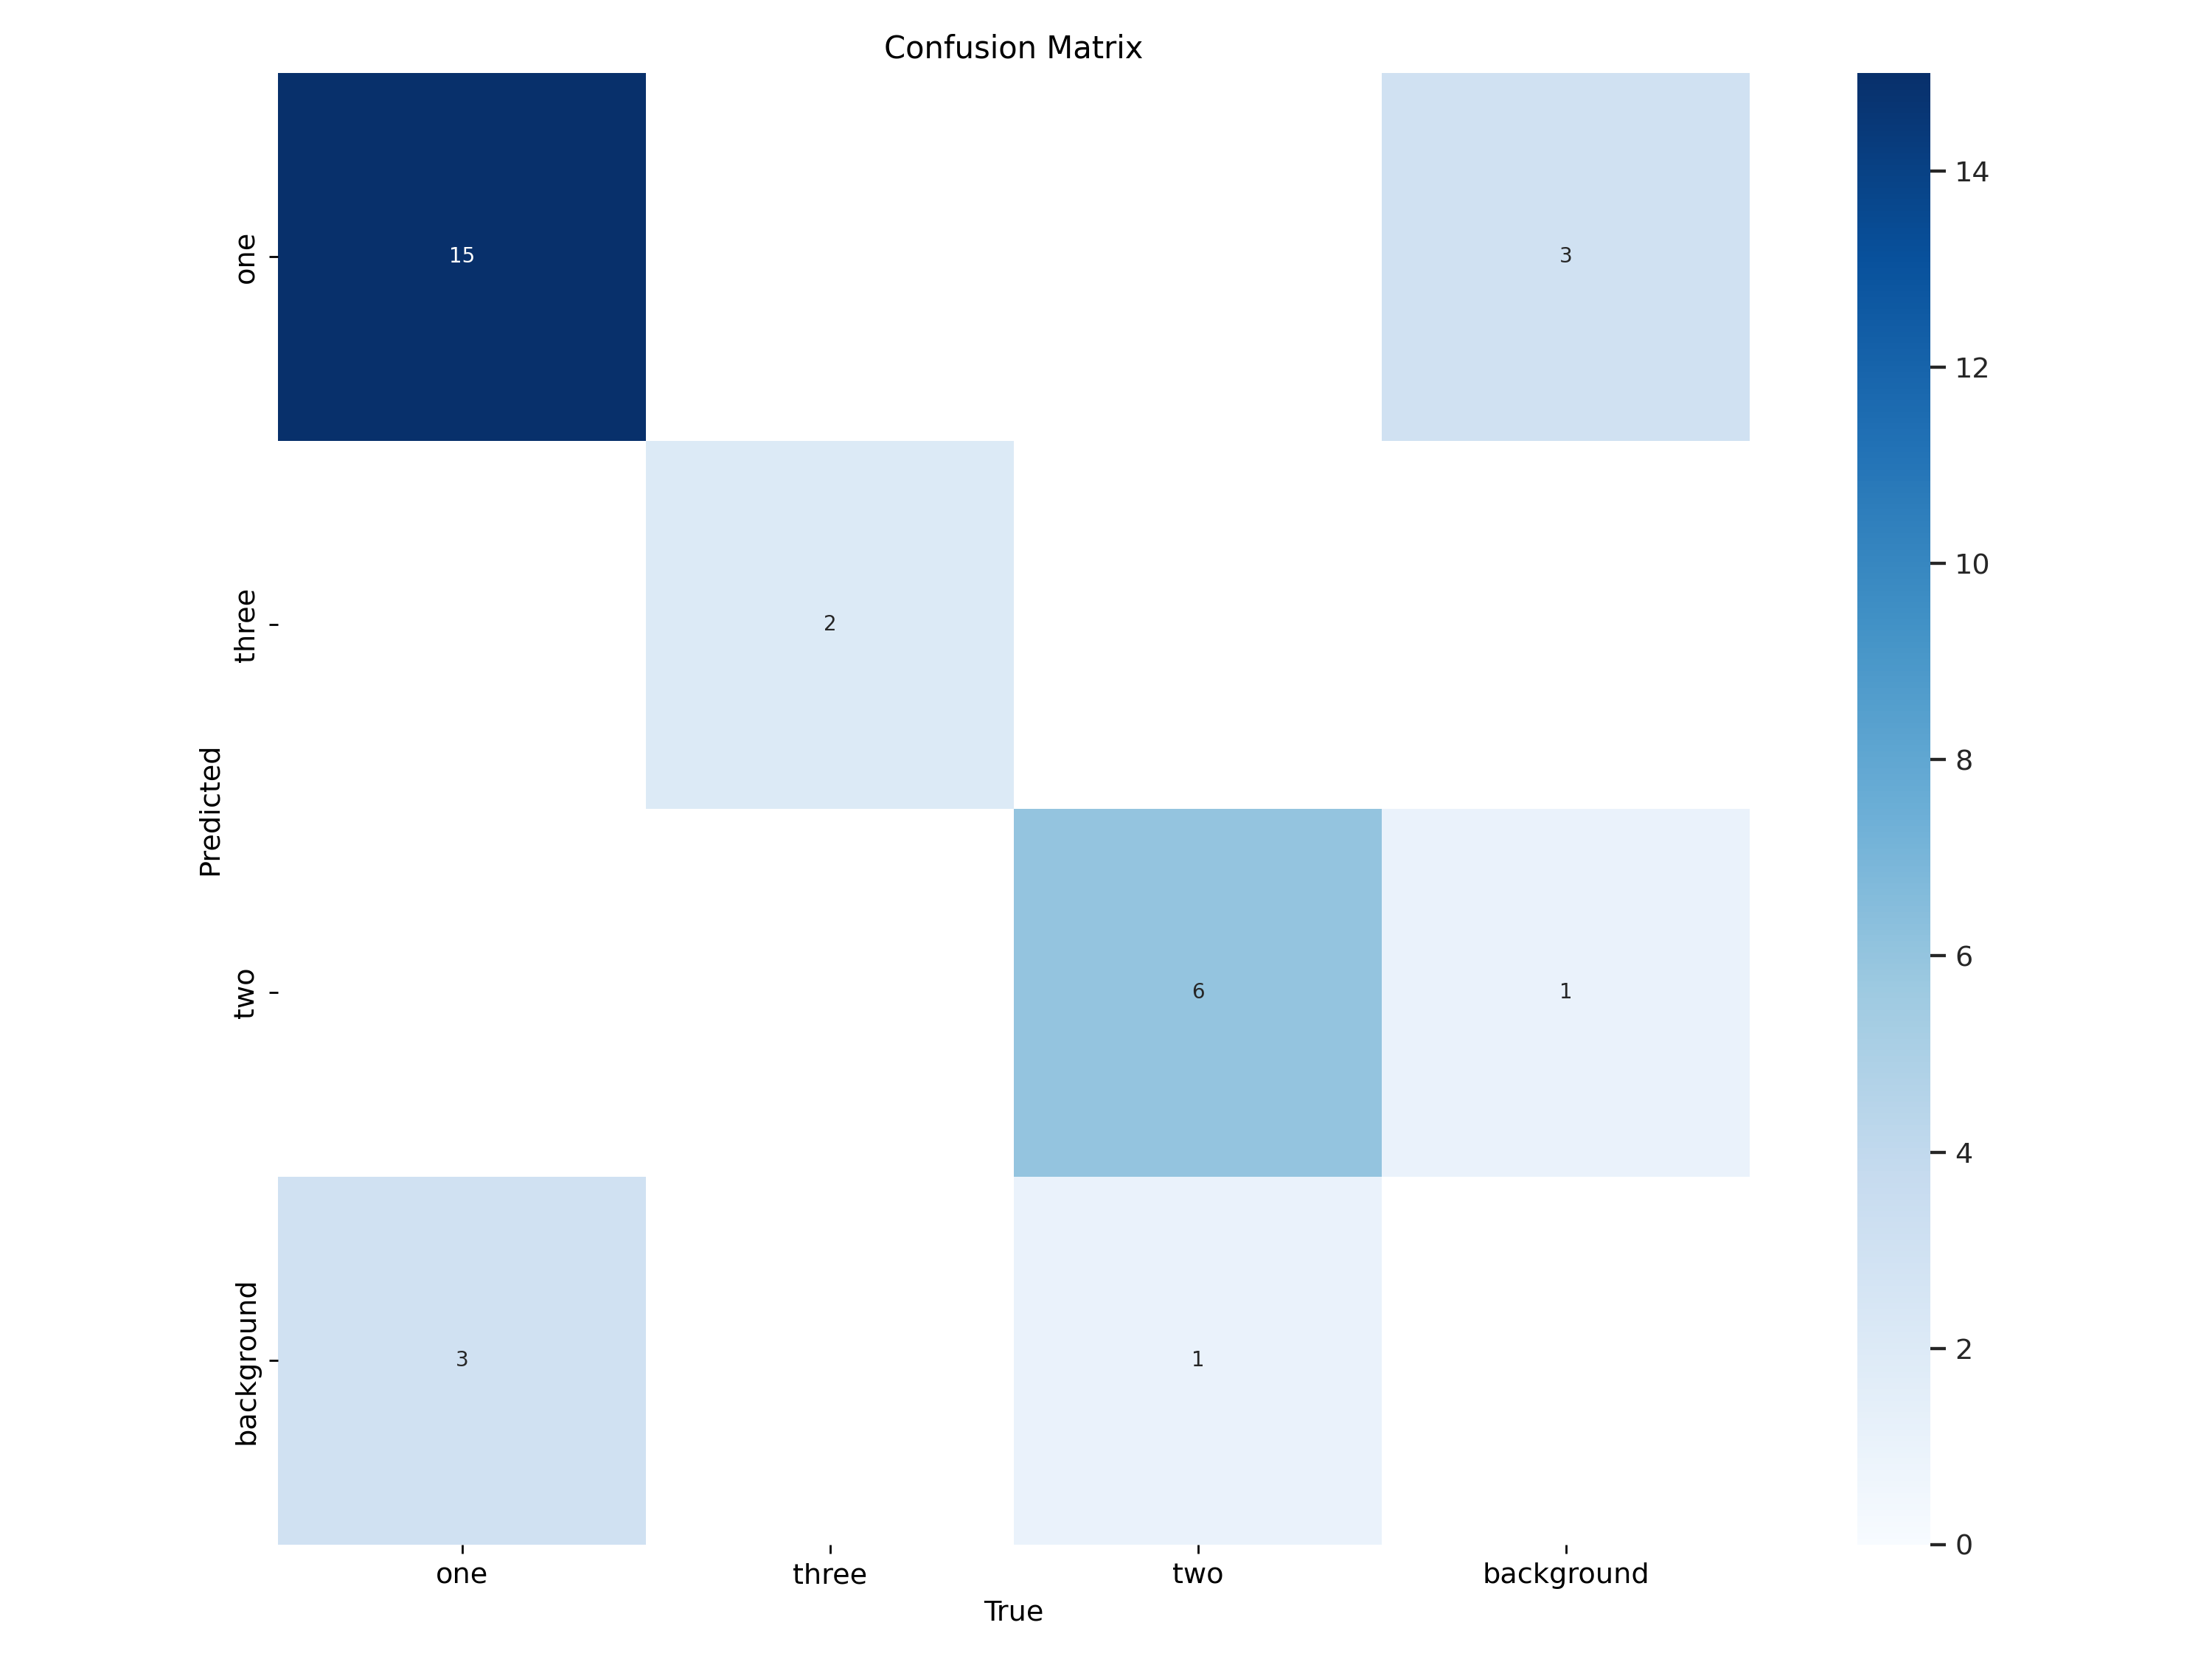 Confusion Matrix
one
15
3
14
12
10
three
2
8
Predicted
two
6
1
6
4
background
3
1
2
0
one
three
two
background
True